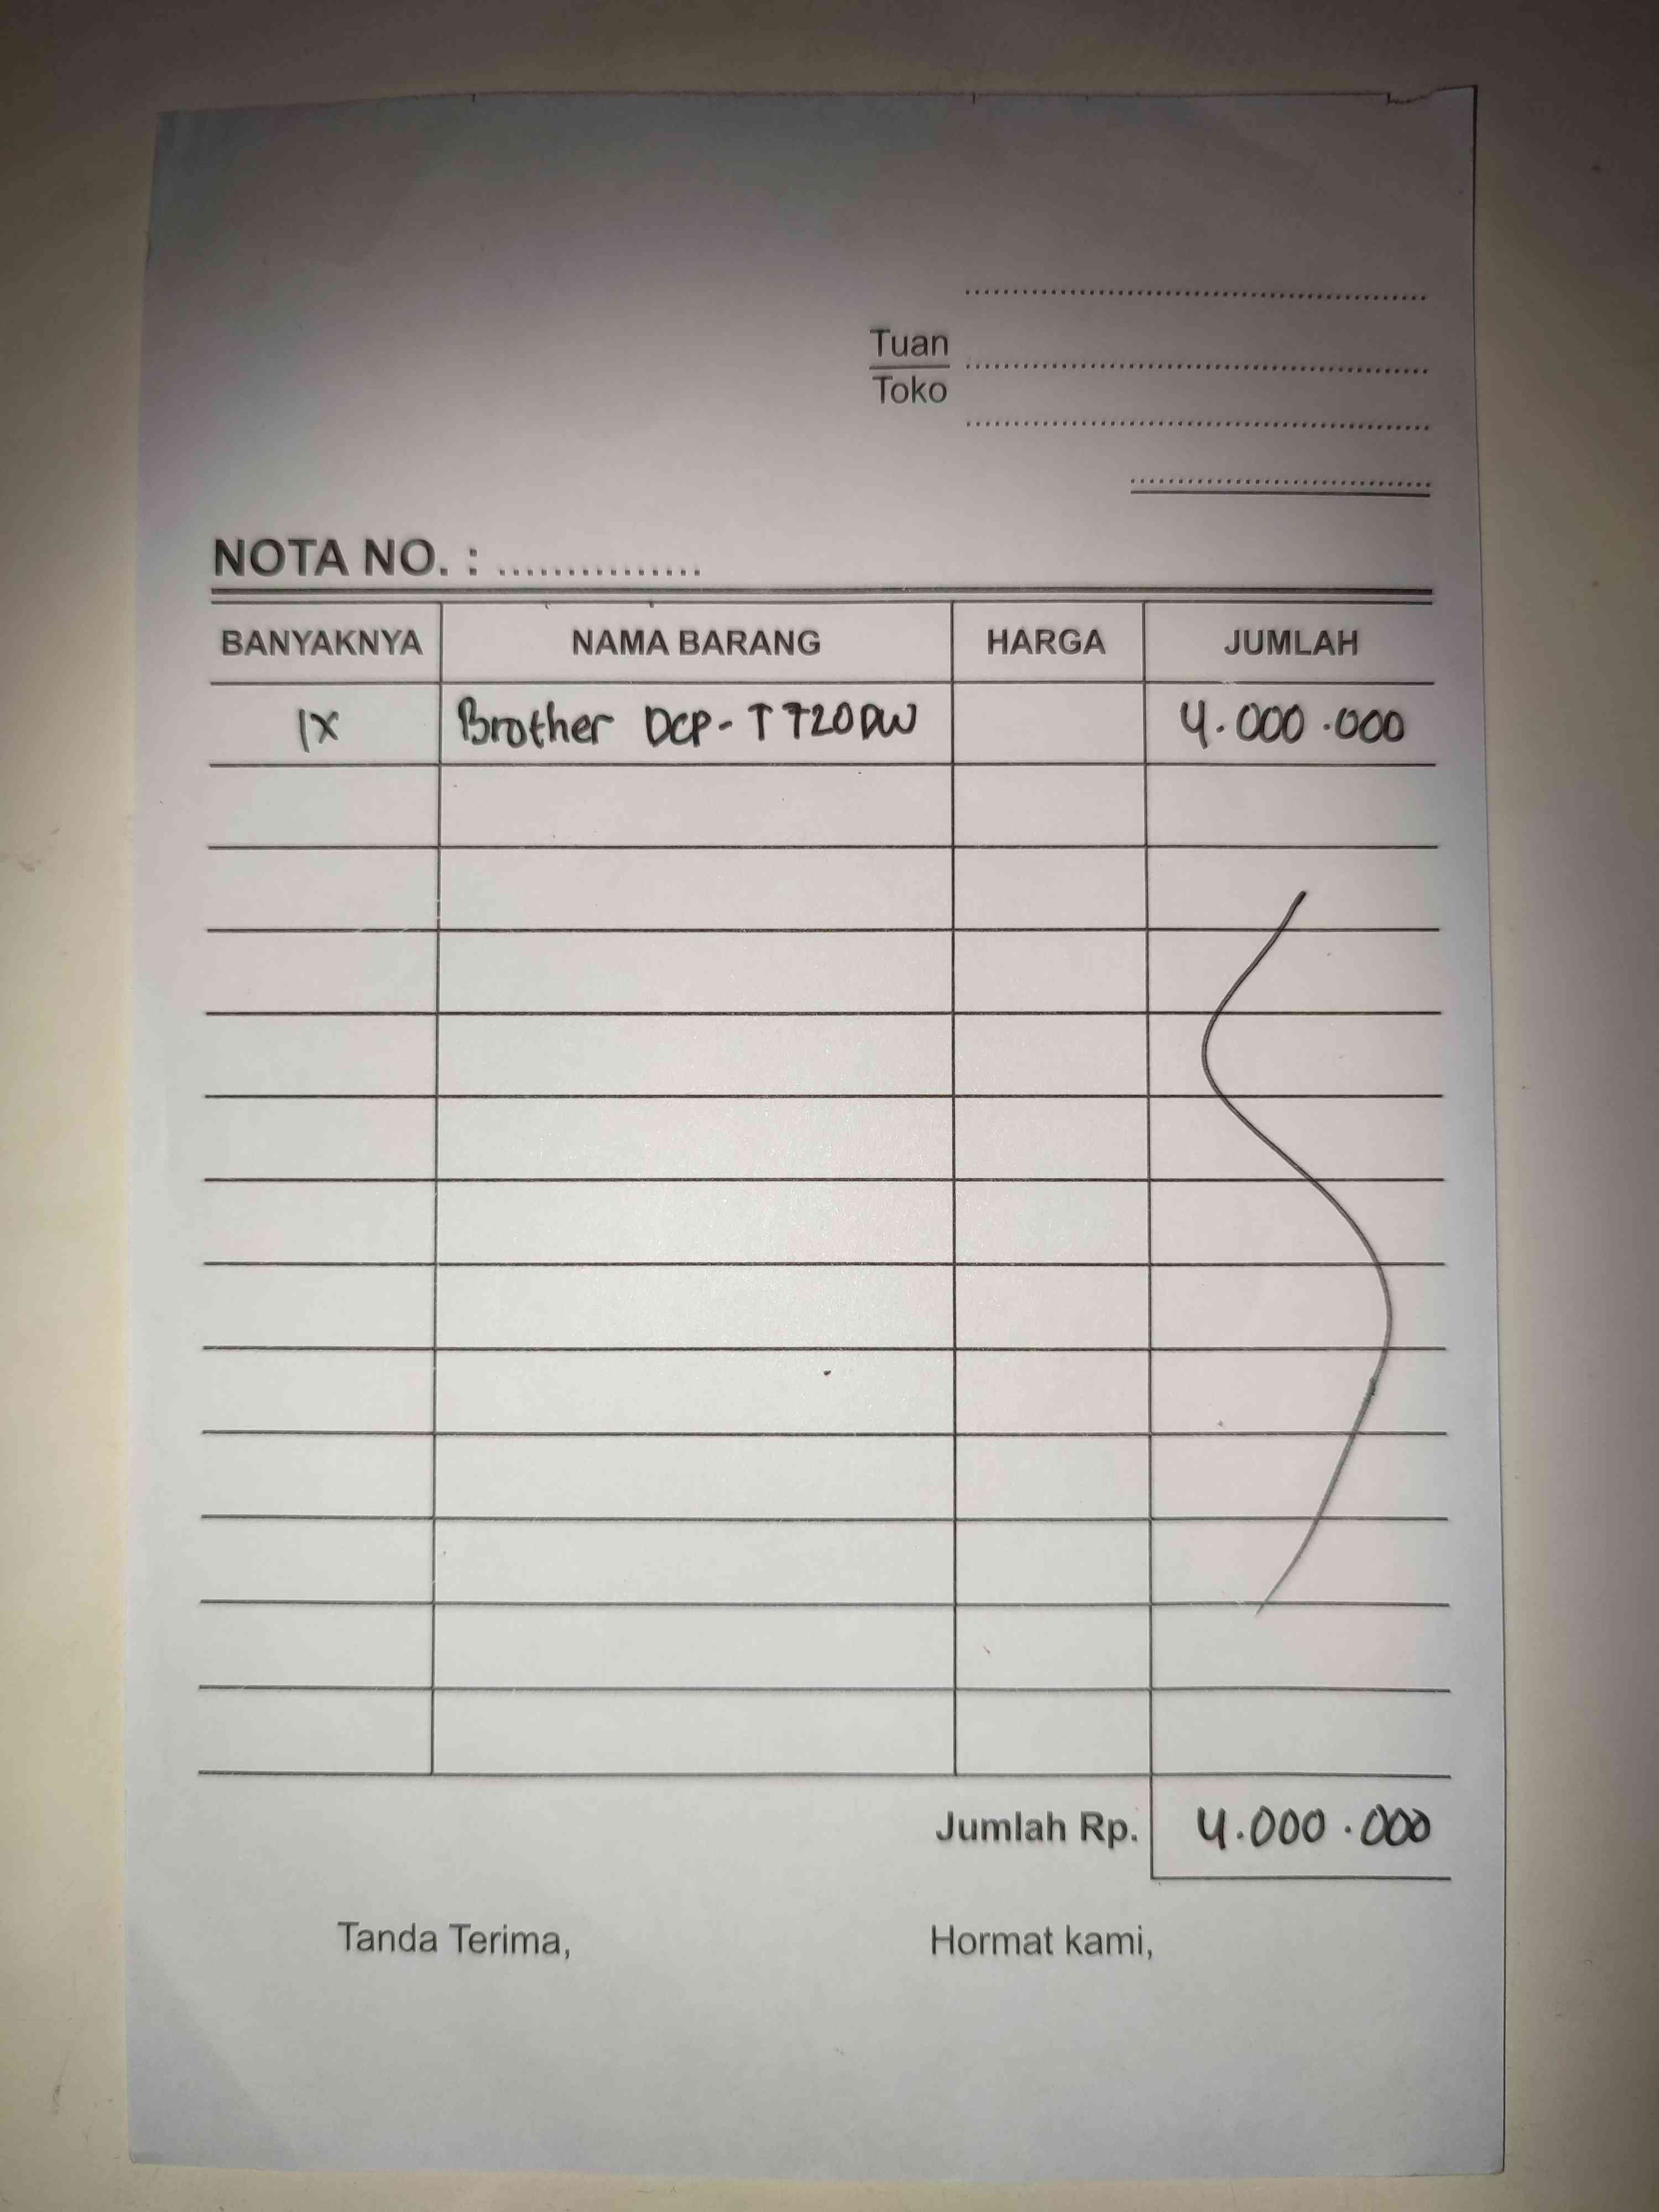 Tuan
Toko
NOTA NO. : ...............
BANYAKNYA NAMA BARANG HARGA JUMLAH
1X Brother DCP-T720DW 4.000.000
Jumlah Rp. 4.000.000
Tanda Terima, Hormat kami,